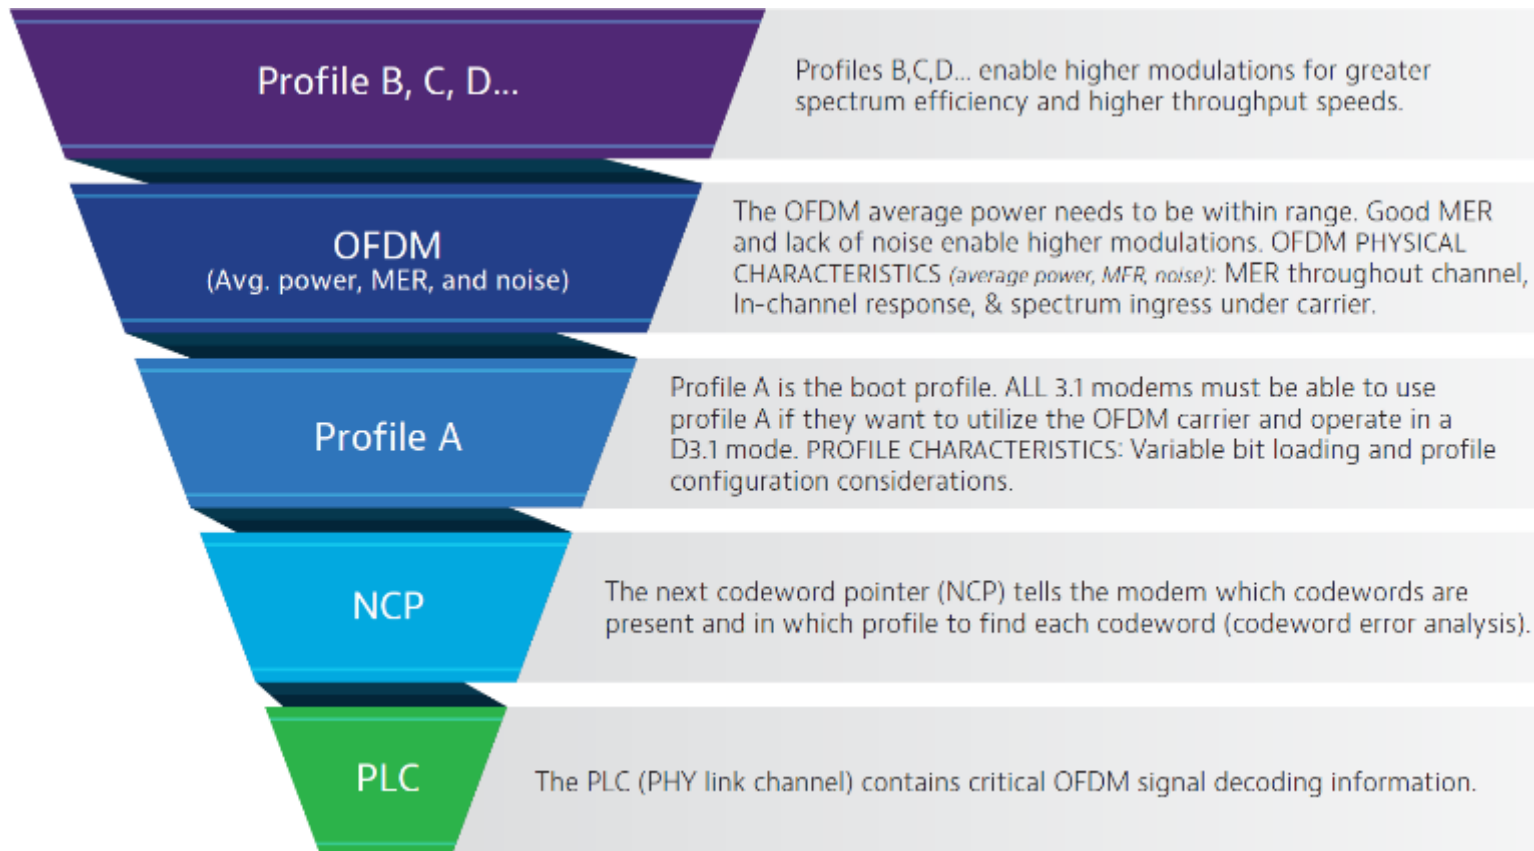 Profile B, C, D...
Profiles B,C,D... enable higher modulations for greater
spectrum efficiency and higher throughput speeds.
OFDM
(Avg. power, MER, and noise)
The OFDM average power needs to be within range. Good MER
and lack of noise enable higher modulations. OFDM PHYSICAL
CHARACTERISTICS (average power, MER, noise): MER throughout channel,
In-channel response, & spectrum ingress under carrier.
Profile A
Profile A is the boot profile. ALL 3.1 modems must be able to use
profile A if they want to utilize the OFDM carrier and operate in a
D3.1 mode. PROFILE CHARACTERISTICS: Variable bit loading and profile
configuration considerations.
NCP
The next codeword pointer (NCP) tells the modem which codewords are
present and in which profile to find each codeword (codeword error analysis).
PLC
The PLC (PHY link channel) contains critical OFDM signal decoding information.